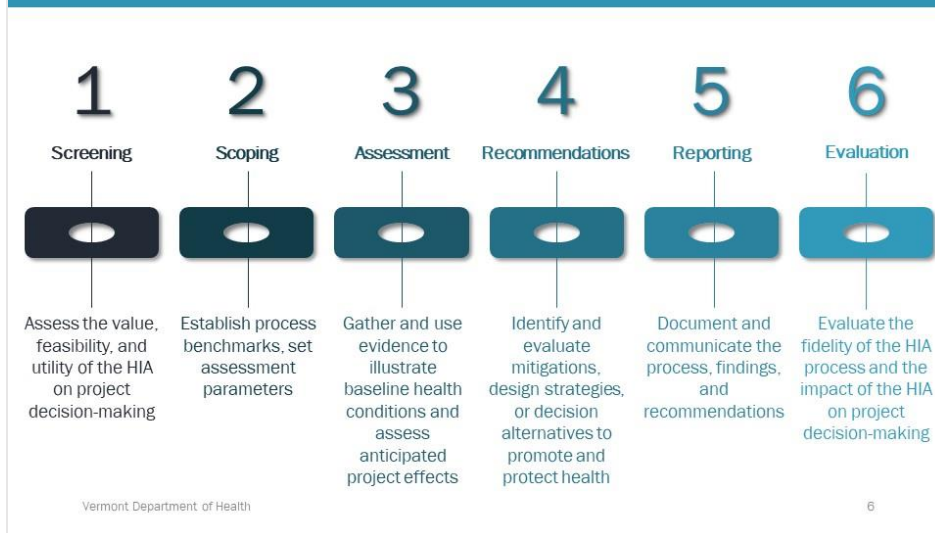 1
Screening
Assess the value,
feasibility, and
utility of the HIA
on project
decision-making
2
Scoping
Establish process
benchmarks, set
assessment
parameters
3
Assessment
Gather and use
evidence to
illustrate
baseline health
conditions and
assess
anticipated
project effects
4
Recommendations
Identify and
evaluate
mitigations,
design strategies,
or decision
alternatives to
promote and
protect health
5
Reporting
Document and
communicate the
process, findings,
and
recommendations
6
Evaluation
Evaluate the
fidelity of the HIA
process and the
impact of the HIA
on project
decision-making
Vermont Department of Health
6